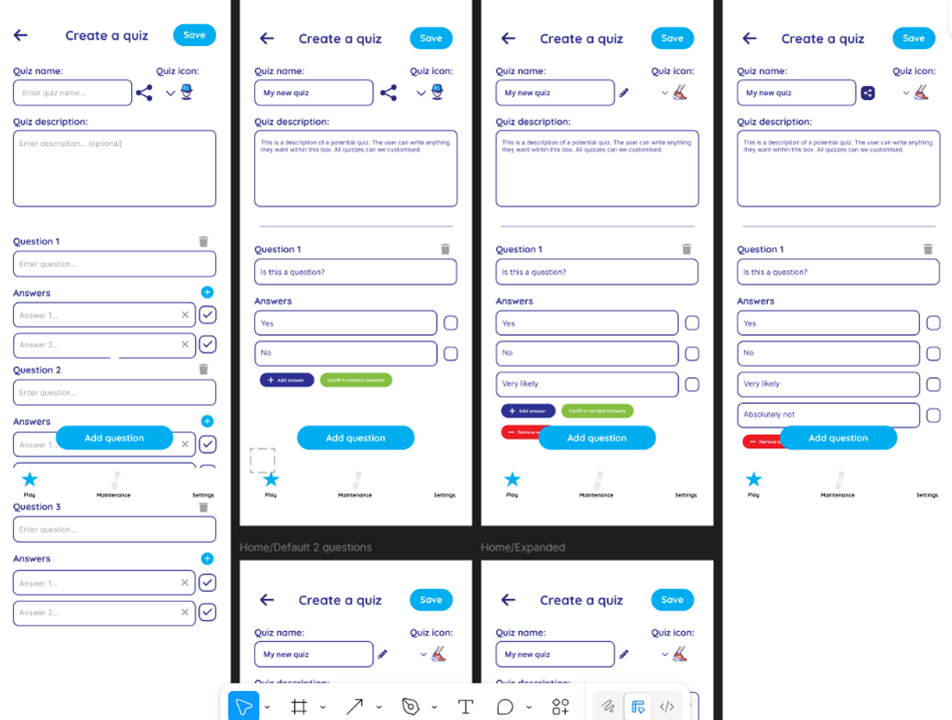 Create a quiz
Save
Quiz name:
Quiz icon:
Enter quiz name...
Quiz description:
Enter description... (optional)
Question 1
Enter question...
Answers
Answer 1...
Answer 2...
Question 2
Enter question...
Answers
Answer 1...
Add question
Play
Maintenance
Settings
Question 3
Enter question...
Answers
Answer 1...
Answer 2...
Create a quiz
Save
Quiz name:
Quiz icon:
My new quiz
Quiz description:
This is a description of a potential quiz. The user can write anything
they want within this box. All quizzes can we customised.
Question 1
Is this a question?
Answers
Yes
No
Add answer
Confirm correct answers
Add question
Play
Maintenance
Settings
Create a quiz
Save
Quiz name:
Quiz icon:
My new quiz
Quiz description:
This is a description of a potential quiz. The user can write anything
they want within this box. All quizzes can we customised.
Question 1
Is this a question?
Answers
Yes
No
Very likely
Add answer
Confirm correct answers
Remove
Add question
Play
Maintenance
Settings
Create a quiz
Save
Quiz name:
Quiz icon:
My new quiz
Quiz description:
This is a description of a potential quiz. The user can write anything
they want within this box. All quizzes can we customised.
Question 1
Is this a question?
Answers
Yes
No
Very likely
Absolutely not
Remove
Add question
Play
Maintenance
Settings
Home/Default 2 questions
Create a quiz
Save
Quiz name:
Quiz icon:
My new quiz
Home/Expanded
Create a quiz
Save
Quiz name:
Quiz icon:
My new quiz